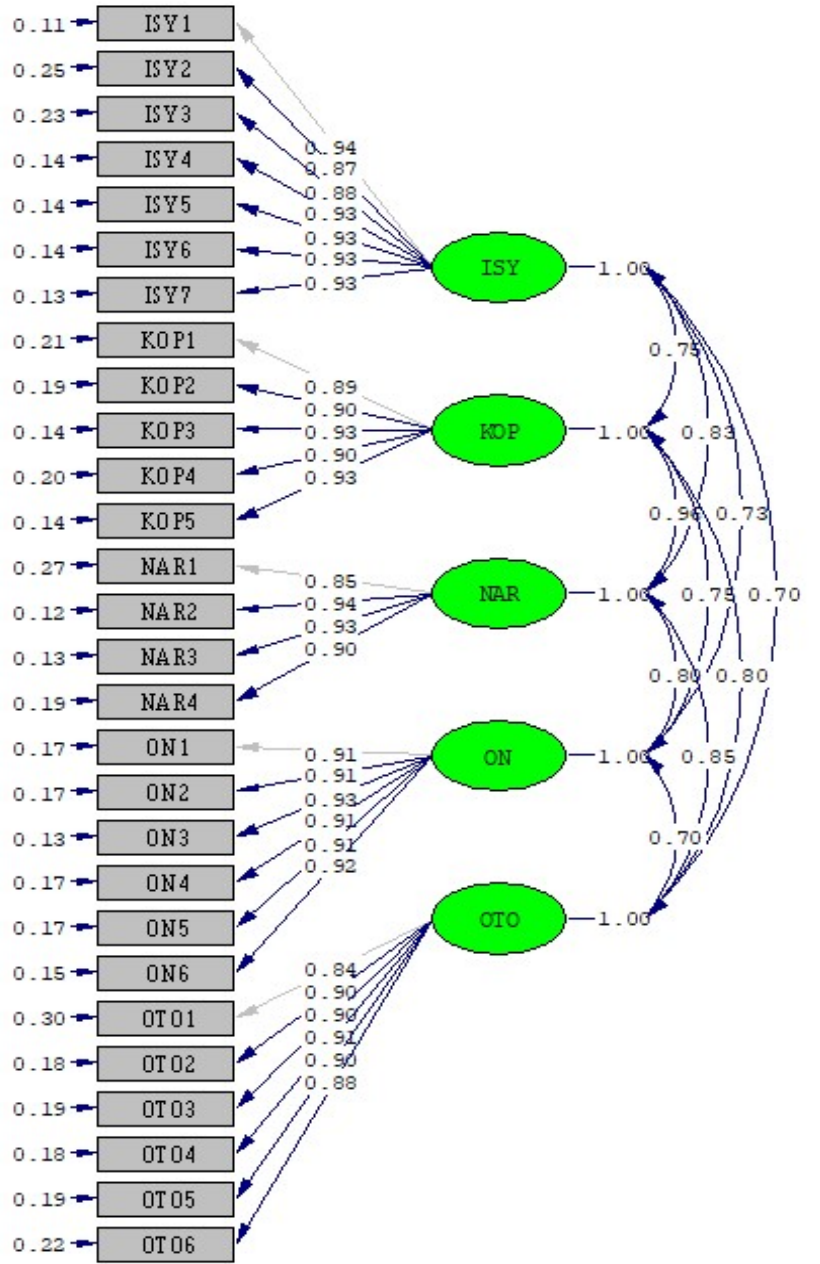 0.11 ISY1
0.25 ISY2
0.23 ISY3
0.14 ISY4
0.14 ISY5
0.14 ISY6
0.13 ISY7
0.21 KOP1
0.19 KOP2
0.14 KOP3
0.20 KOP4
0.14 KOP5
0.27 NAR1
0.12 NAR2
0.13 NAR3
0.19 NAR4
0.17 ON1
0.17 ON2
0.13 ON3
0.17 ON4
0.17 ON5
0.15 ON6
0.30 OTO1
0.18 OTO2
0.19 OTO3
0.18 OTO4
0.19 OTO5
0.22 OTO6
0.94
0.87
0.88
0.93
0.93
0.93
0.93
0.89
0.90
0.93
0.90
0.93
0.85
0.94
0.93
0.90
0.91
0.91
0.93
0.91
0.91
0.92
0.84
0.90
0.90
0.91
0.90
0.88
ISY 1.00
KOP 1.00
NAR 1.00
ON 1.00
OTO 1.00
0.75
0.83
0.73
0.70
0.80
0.80
0.85
0.70